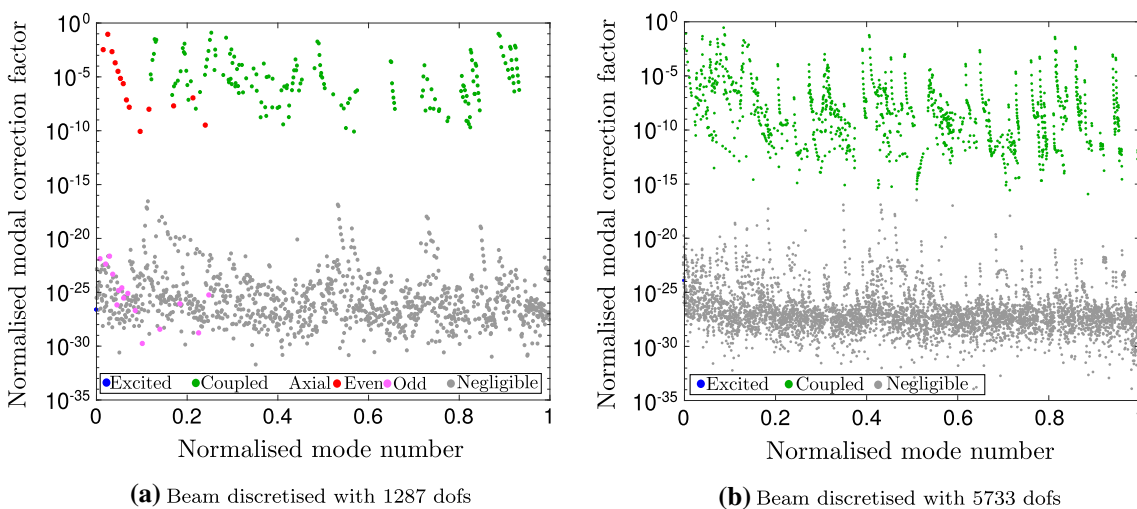 Normalised modal correction factor
10^0
10^-5
10^-10
10^-15
10^-20
10^-25
10^-30
10^-35
Excited Coupled Axial Even Odd Negligible
0 0.2 0.4 0.6 0.8 1
Normalised mode number
(a) Beam discretised with 1287 dofs
Normalised modal correction factor
10^0
10^-5
10^-10
10^-15
10^-20
10^-25
10^-30
10^-35
Excited Coupled Negligible
0 0.2 0.4 0.6 0.8
Normalised mode number
(b) Beam discretised with 5733 dofs